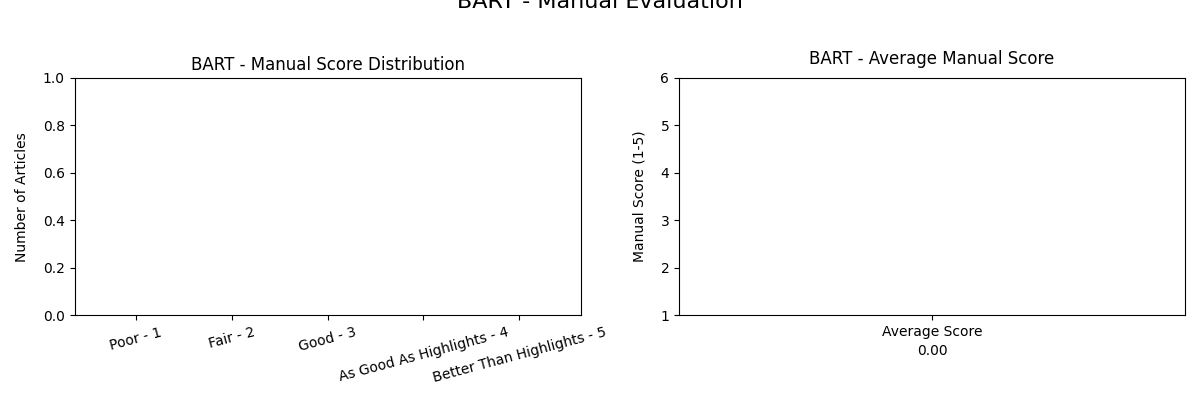 BART - Manual Evaluation
BART - Manual Score Distribution
1.0
0.8
0.6
0.4
0.2
0.0
Number of Articles
Poor - 1
Fair - 2
Good - 3
As Good As Highlights - 4
Better Than Highlights - 5
BART - Average Manual Score
6
5
4
3
2
1
Manual Score (1-5)
Average Score
0.00